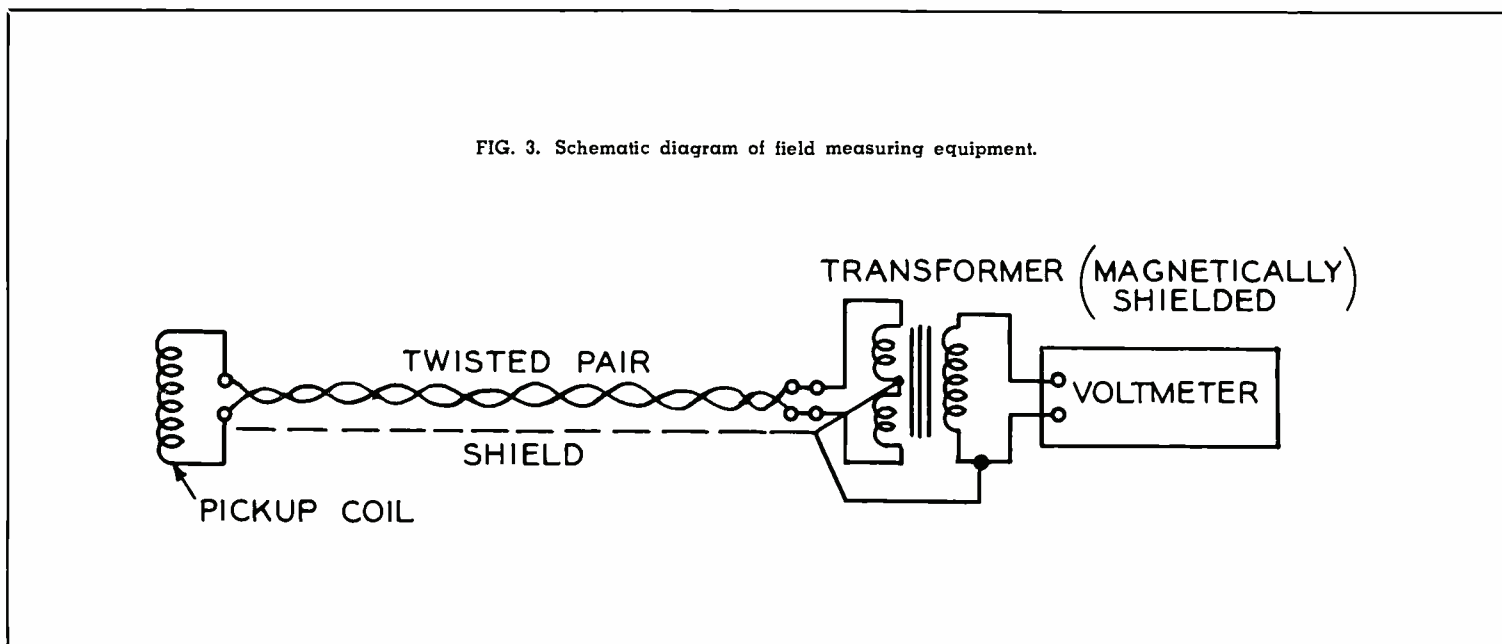 FIG. 3. Schematic diagram of field measuring equipment.
TRANSFORMER (MAGNETICALLY)
SHIELDED
TWISTED PAIR
VOLTMETER
SHIELD
PICKUP COIL